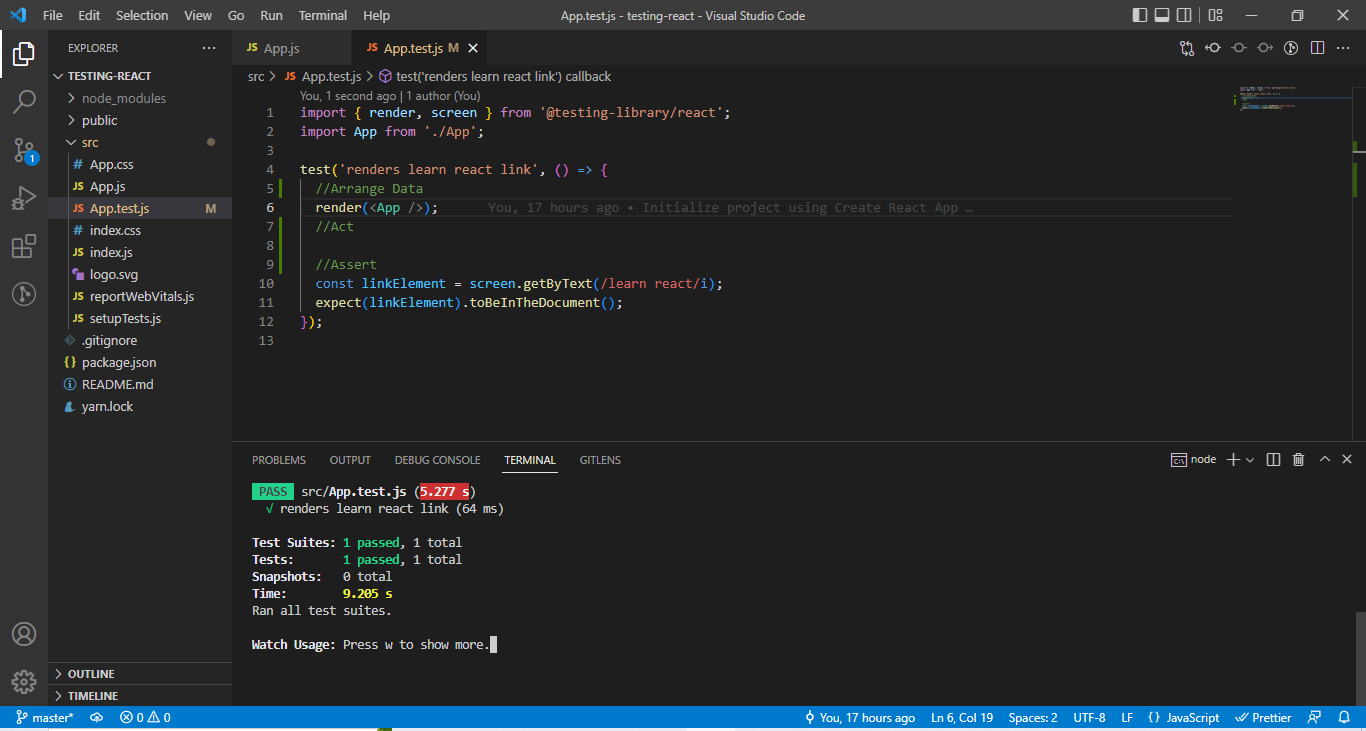 File Edit Selection View Go Run Terminal Help App.test.js - testing-react - Visual Studio Code
EXPLORER
TESTING-REACT
node_modules
public
src
# App.css
JS App.js
JS App.test.js M
# index.css
JS index.js
logo.svg
JS reportWebVitals.js
JS setupTests.js
.gitignore
{} package.json
README.md
yarn.lock
OUTLINE
TIMELINE
1
JS App.js JS App.test.js M
src > JS App.test.js > test('renders learn react link') callback
You, 1 second ago | 1 author (You)
1 import { render, screen } from '@testing-library/react';
2 import App from './App';
3
4 test('renders learn react link', () => {
5 //Arrange Data
6 render(<App />); You, 17 hours ago • Initialize project using Create React App …
7 //Act
8
9 //Assert
10 const linkElement = screen.getByText(/learn react/i);
11 expect(linkElement).toBeInTheDocument();
12 });
13
PROBLEMS OUTPUT DEBUG CONSOLE TERMINAL GITLENS node
PASS src/App.test.js (5.277 s)
√ renders learn react link (64 ms)
Test Suites: 1 passed, 1 total
Tests: 1 passed, 1 total
Snapshots: 0 total
Time: 9.205 s
Ran all test suites.
Watch Usage: Press w to show more.
master* 0 0 You, 17 hours ago Ln 6, Col 19 Spaces: 2 UTF-8 LF {} JavaScript Prettier